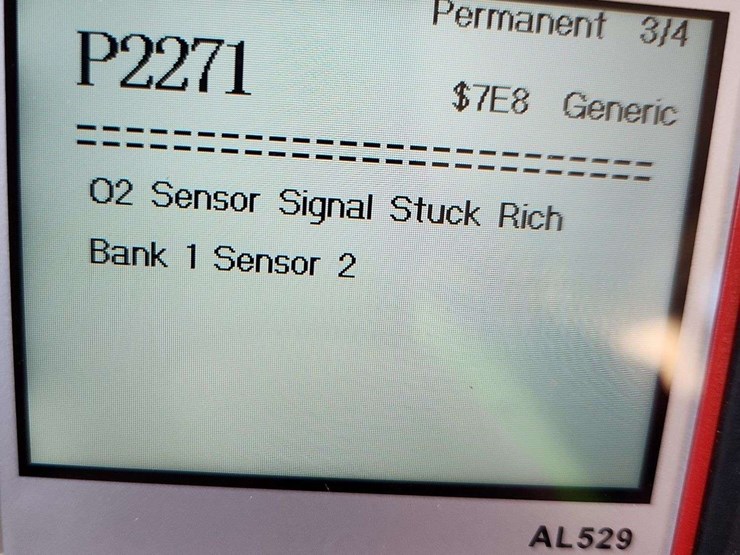 Permanent 3/4
P2271
$7E8 Generic
==============================
O2 Sensor Signal Stuck Rich
Bank 1 Sensor 2
AL529